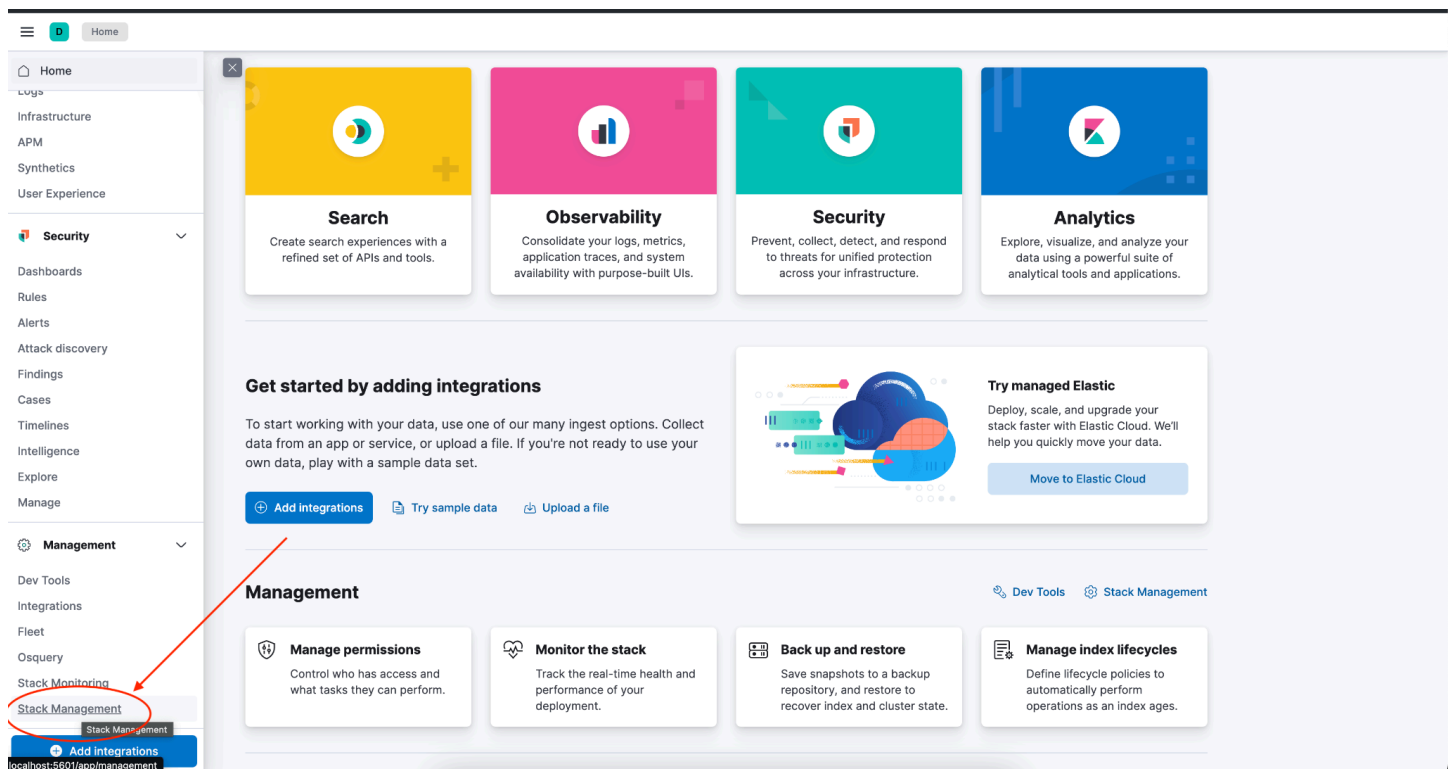 D
Home
Home
Logs
Infrastructure
APM
Synthetics
User Experience
Security
Dashboards
Rules
Alerts
Attack discovery
Findings
Cases
Timelines
Intelligence
Explore
Manage
Management
Dev Tools
Integrations
Fleet
Osquery
Stack Monitoring
Stack Management
Stack Management
Add integrations
localhost:5601/app/management
Search
Create search experiences with a
refined set of APIs and tools.
Observability
Consolidate your logs, metrics,
application traces, and system
availability with purpose-built UIs.
Security
Prevent, collect, detect, and respond
to threats for unified protection
across your infrastructure.
Analytics
Explore, visualize, and analyze your
data using a powerful suite of
analytical tools and applications.
Get started by adding integrations
To start working with your data, use one of our many ingest options. Collect
data from an app or service, or upload a file. If you're not ready to use your
own data, play with a sample data set.
Add integrations
Try sample data
Upload a file
Try managed Elastic
Deploy, scale, and upgrade your
stack faster with Elastic Cloud. We'll
help you quickly move your data.
Move to Elastic Cloud
Management
Dev Tools
Stack Management
Manage permissions
Control who has access and
what tasks they can perform.
Monitor the stack
Track the real-time health and
performance of your
deployment.
Back up and restore
Save snapshots to a backup
repository, and restore to
recover index and cluster state.
Manage index lifecycles
Define lifecycle policies to
automatically perform
operations as an index ages.